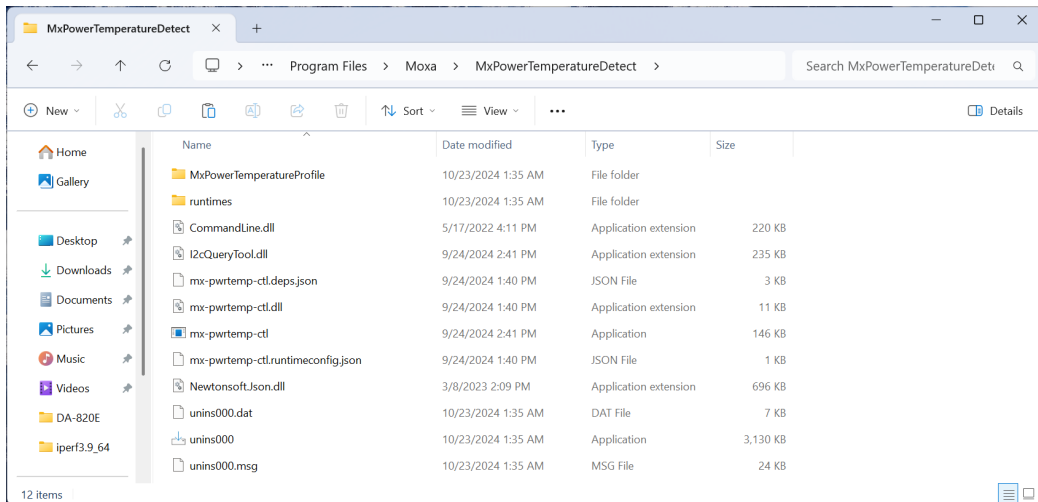 MxPowerTemperatureDetect
··· Program Files > Moxa > MxPowerTemperatureDetect >
Search MxPowerTemperatureDet
New
Sort
View
···
Details
Home
Gallery
Desktop
Downloads
Documents
Pictures
Music
Videos
DA-820E
iperf3.9_64
Name Date modified Type Size
MxPowerTemperatureProfile 10/23/2024 1:35 AM File folder
runtimes 10/23/2024 1:35 AM File folder
CommandLine.dll 5/17/2022 4:11 PM Application extension 220 KB
I2cQueryTool.dll 9/24/2024 2:41 PM Application extension 235 KB
mx-pwrtemp-ctl.deps.json 9/24/2024 1:40 PM JSON File 3 KB
mx-pwrtemp-ctl.dll 9/24/2024 1:40 PM Application extension 11 KB
mx-pwrtemp-ctl 9/24/2024 2:41 PM Application 146 KB
mx-pwrtemp-ctl.runtimeconfig.json 9/24/2024 1:40 PM JSON File 1 KB
Newtonsoft.Json.dll 3/8/2023 2:09 PM Application extension 696 KB
unins000.dat 10/23/2024 1:35 AM DAT File 7 KB
unins000 10/23/2024 1:35 AM Application 3,130 KB
unins000.msg 10/23/2024 1:35 AM MSG File 24 KB
12 items